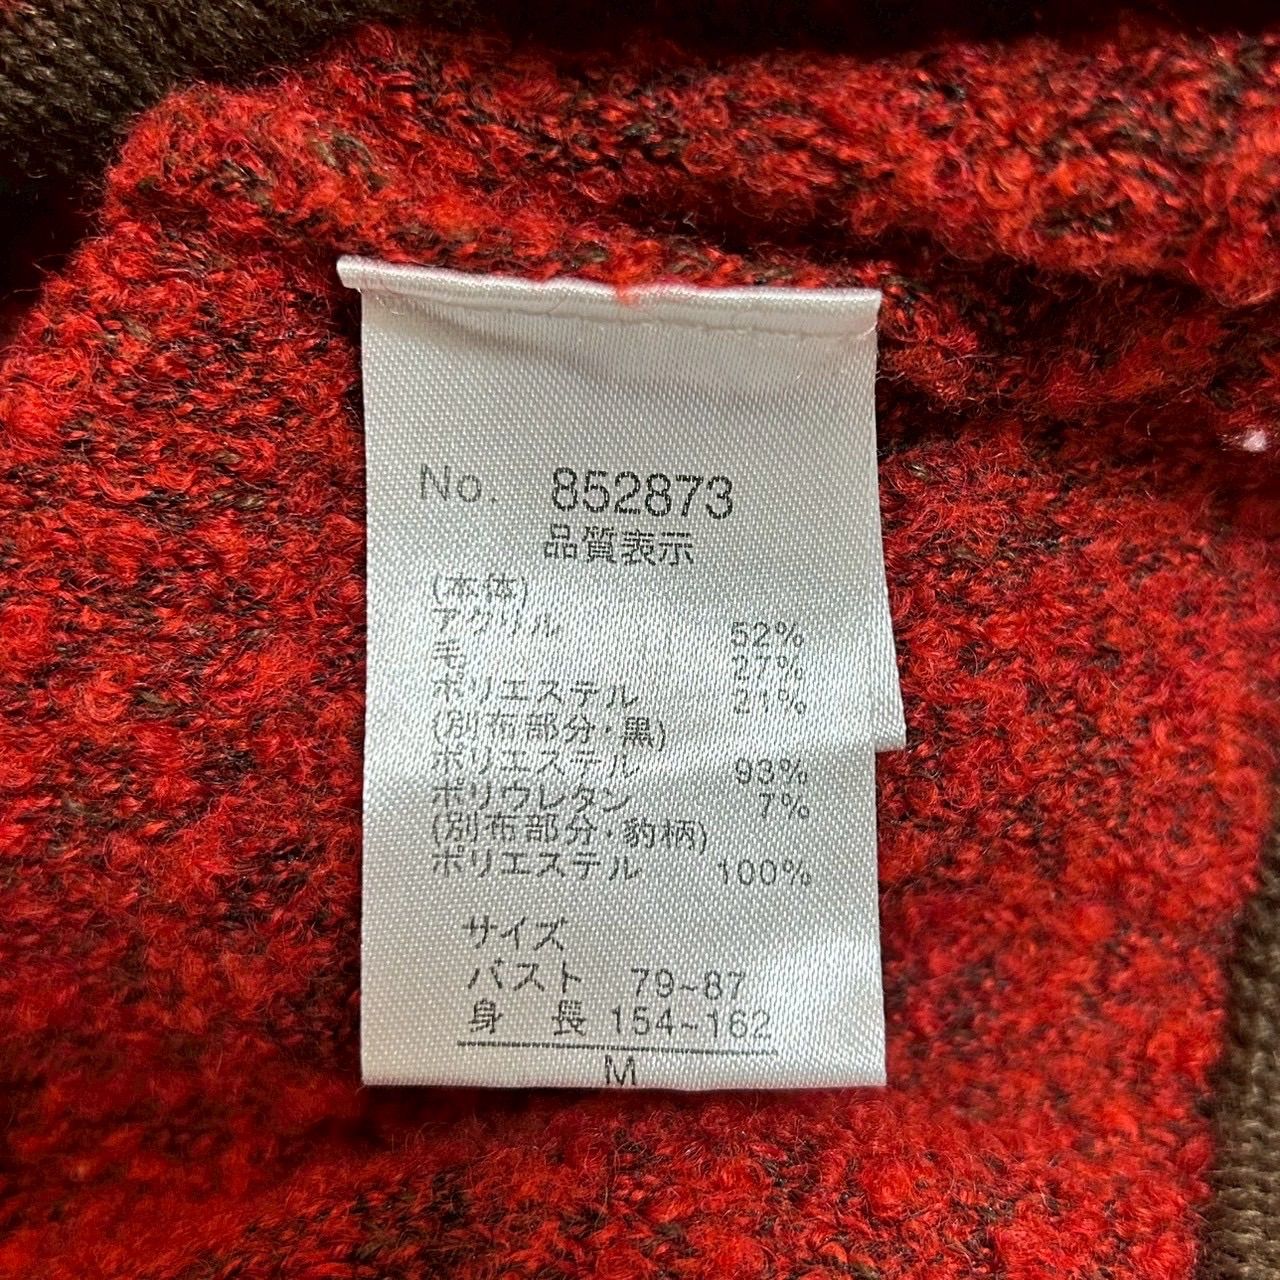 No. 852873
品質表示
(本体)
アクリル 52%
毛 27%
ポリエステル 21%
(別布部分・黒)
ポリエステル 93%
ポリウレタン 7%
(別布部分・豹柄)
ポリエステル 100%
サイズ
バスト 79~87
身 長 154~162
M